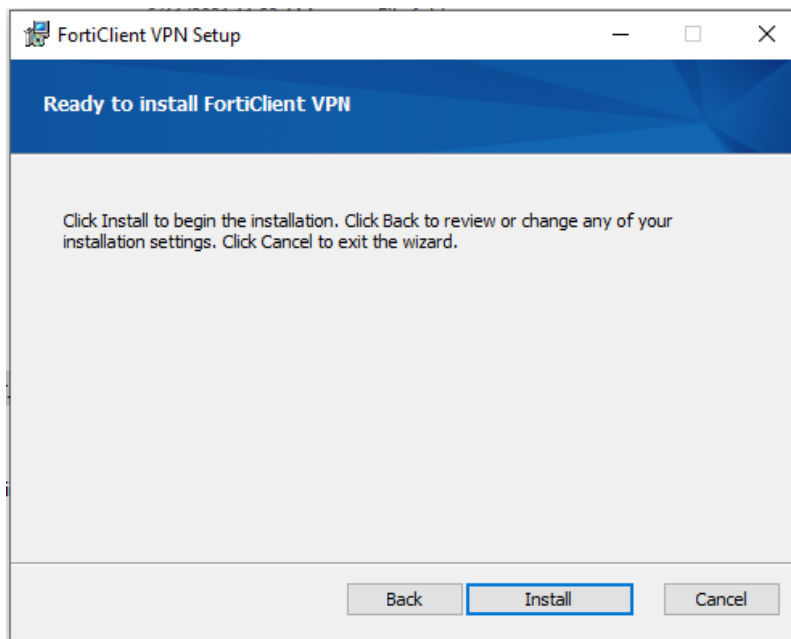 FortiClient VPN Setup
Ready to install FortiClient VPN
Click Install to begin the installation. Click Back to review or change any of your
installation settings. Click Cancel to exit the wizard.
Back Install Cancel